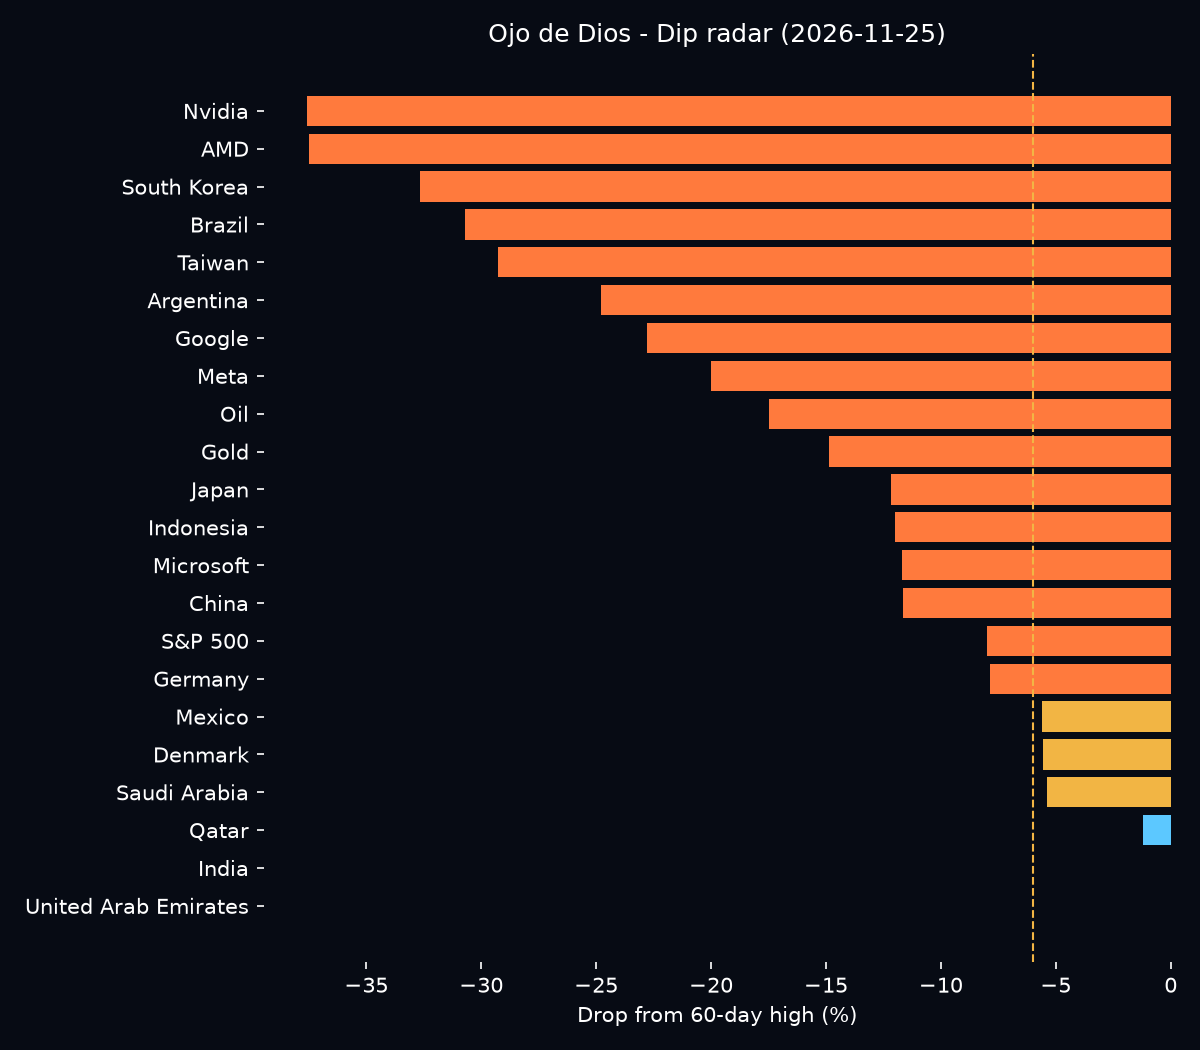 Ojo de Dios - Dip radar (2026-11-25)
Nvidia
AMD
South Korea
Brazil
Taiwan
Argentina
Google
Meta
Oil
Gold
Japan
Indonesia
Microsoft
China
S&P 500
Germany
Mexico
Denmark
Saudi Arabia
Qatar
India
United Arab Emirates
−35 −30 −25 −20 −15 −10 −5 0
Drop from 60-day high (%)